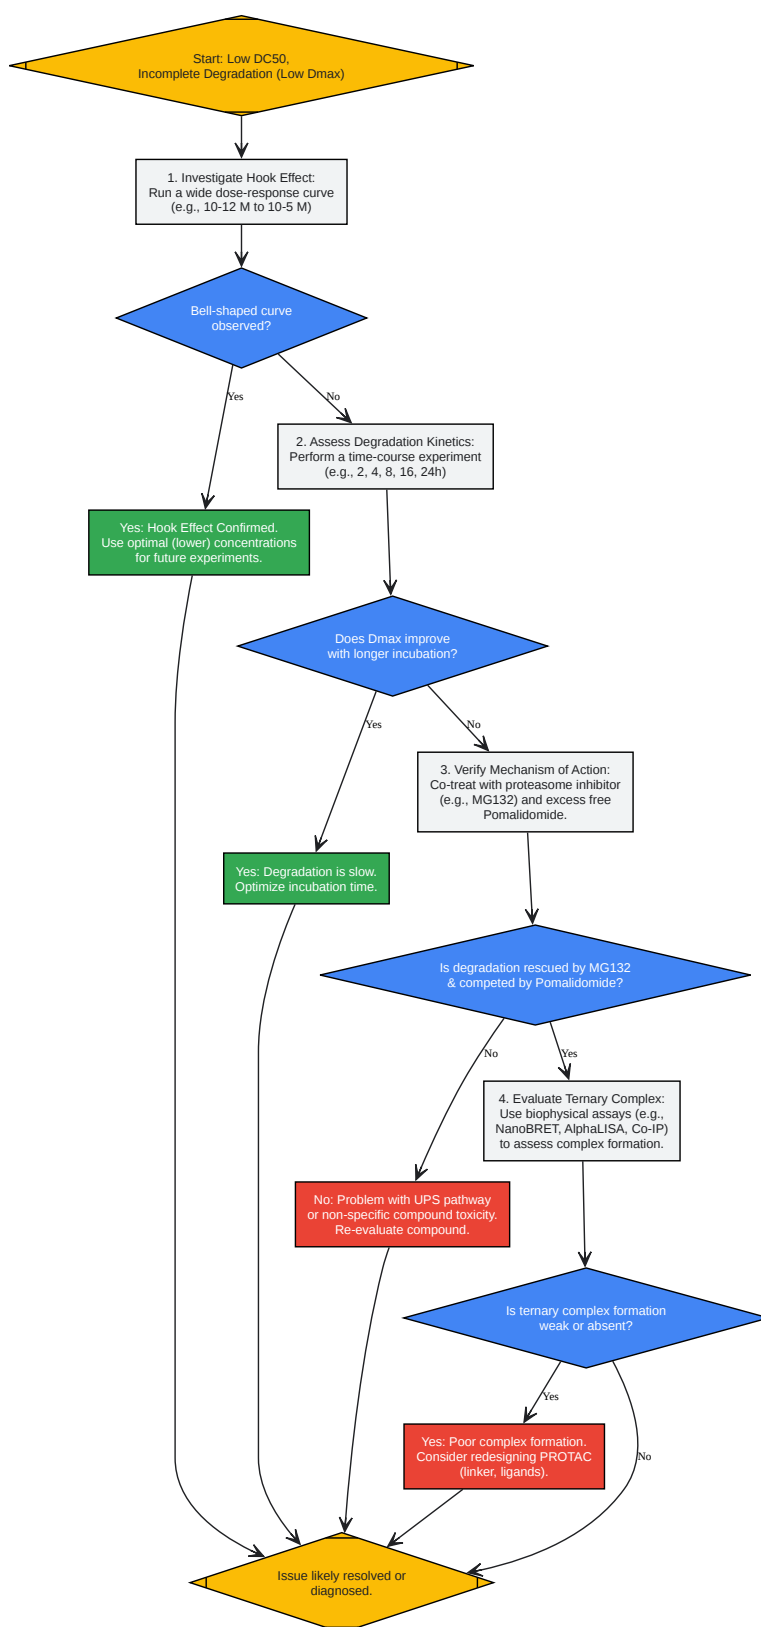 Start: Low DC50,
Incomplete Degradation (Low Dmax)
1. Investigate Hook Effect:
Run a wide dose-response curve
(e.g., 10-12 M to 10-5 M)
Bell-shaped curve
observed?
Yes
No
2. Assess Degradation Kinetics:
Perform a time-course experiment
(e.g., 2, 4, 8, 16, 24h)
Yes: Hook Effect Confirmed.
Use optimal (lower) concentrations
for future experiments.
Does Dmax improve
with longer incubation?
Yes
No
3. Verify Mechanism of Action:
Co-treat with proteasome inhibitor
(e.g., MG132) and excess free
Pomalidomide.
Yes: Degradation is slow.
Optimize incubation time.
Is degradation rescued by MG132
& competed by Pomalidomide?
No
Yes
4. Evaluate Ternary Complex:
Use biophysical assays (e.g.,
NanoBRET, AlphaLISA, Co-IP)
to assess complex formation.
No: Problem with UPS pathway
or non-specific compound toxicity.
Re-evaluate compound.
Is ternary complex formation
weak or absent?
Yes
No
Yes: Poor complex formation.
Consider redesigning PROTAC
(linker, ligands).
Issue likely resolved or
diagnosed.